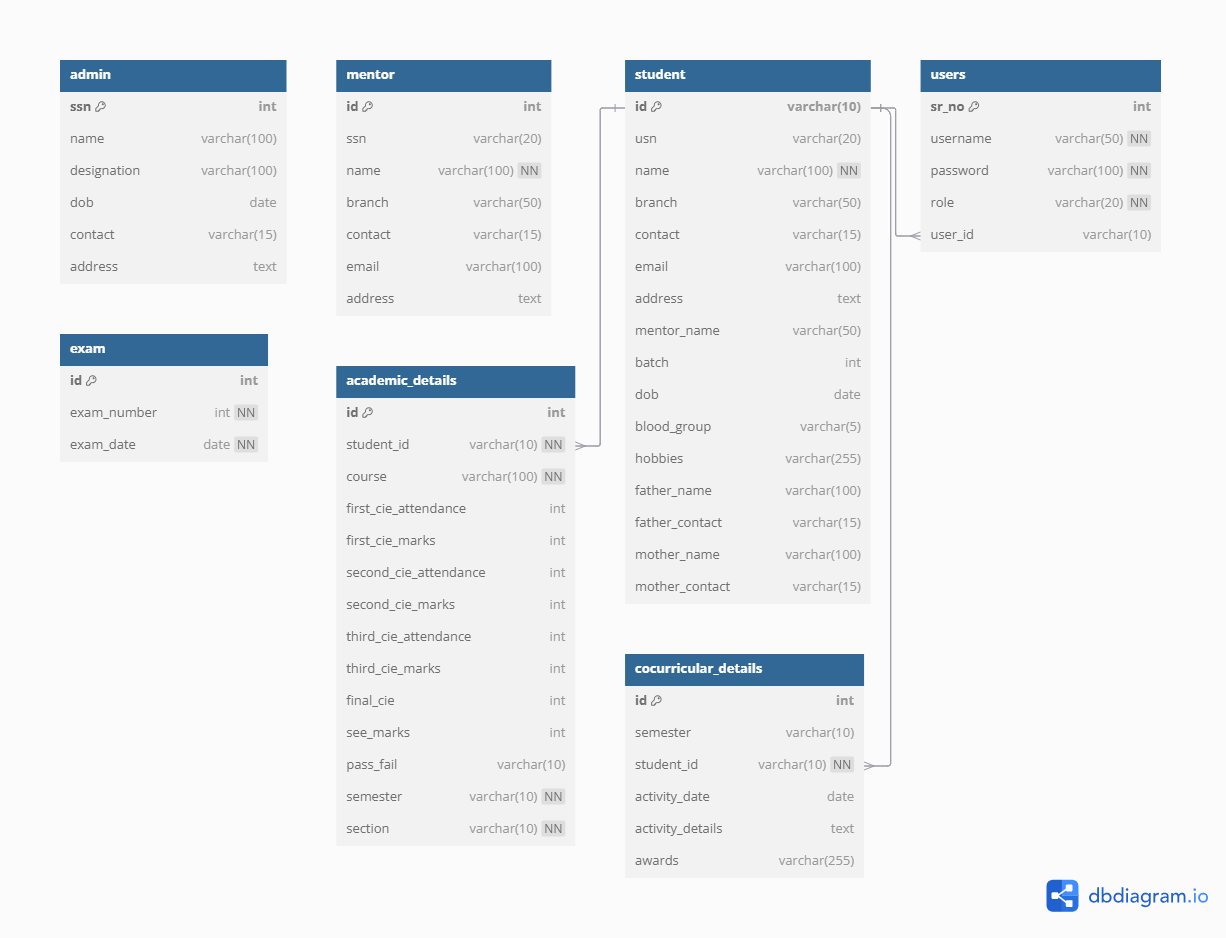 admin
ssn int
name varchar(100)
designation varchar(100)
dob date
contact varchar(15)
address text
mentor
id int
ssn varchar(20)
name varchar(100) NN
branch varchar(50)
contact varchar(15)
email varchar(100)
address text
student
id varchar(10)
usn varchar(20)
name varchar(100) NN
branch varchar(50)
contact varchar(15)
email varchar(100)
address text
mentor_name varchar(50)
batch int
dob date
blood_group varchar(5)
hobbies varchar(255)
father_name varchar(100)
father_contact varchar(15)
mother_name varchar(100)
mother_contact varchar(15)
users
sr_no int
username varchar(50) NN
password varchar(100) NN
role varchar(20) NN
user_id varchar(10)
exam
id int
exam_number int NN
exam_date date NN
academic_details
id int
student_id varchar(10) NN
course varchar(100) NN
first_cie_attendance int
first_cie_marks int
second_cie_attendance int
second_cie_marks int
third_cie_attendance int
third_cie_marks int
final_cie int
see_marks int
pass_fail varchar(10)
semester varchar(10) NN
section varchar(10) NN
cocurricular_details
id int
semester varchar(10)
student_id varchar(10) NN
activity_date date
activity_details text
awards varchar(255)
dbdiagram.io